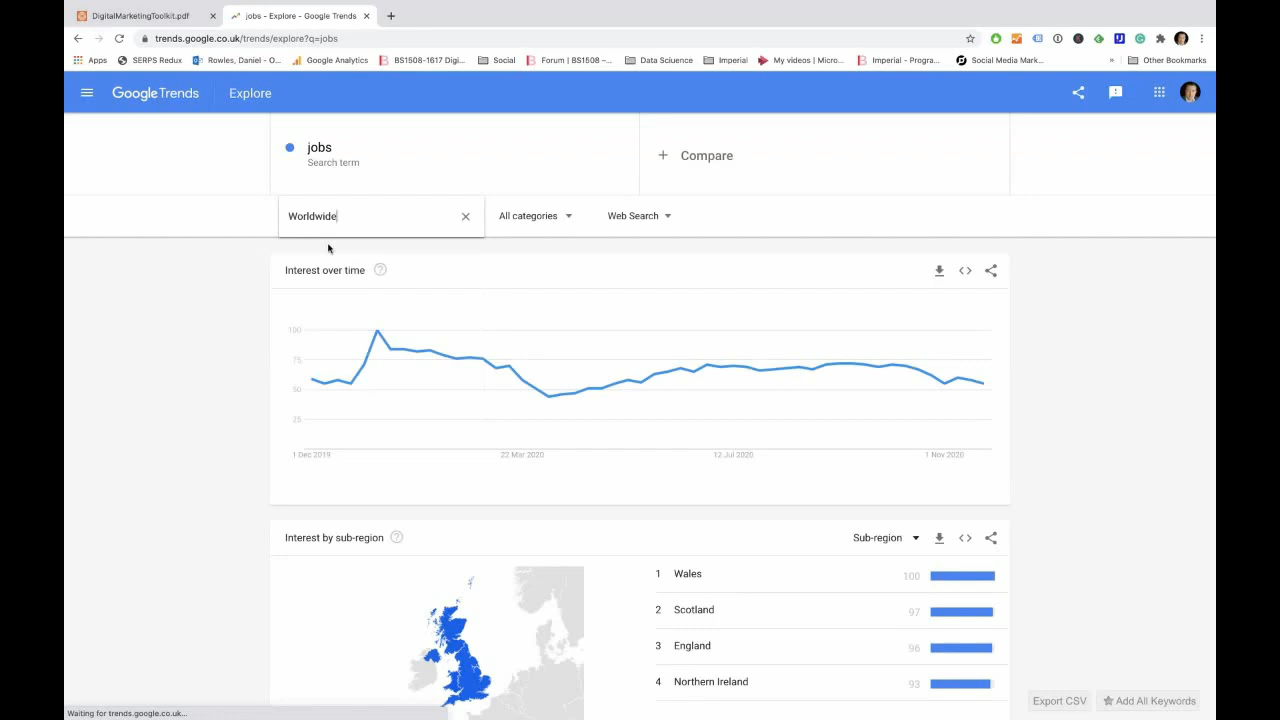 DigitalMarketingToolkit.pdf
jobs - Explore - Google Trends
trends.google.co.uk/trends/explore?q=jobs
Apps SERPS Redux Rowles, Daniel - O... Google Analytics BS1508-1617 Digi... Social Forum | BS1508 –... Data Sciuence Imperial My videos | Micro... Imperial - Progra... Social Media Mark... » Other Bookmarks
Google Trends Explore
jobs
Search term
+ Compare
Worldwide
All categories
Web Search
Interest over time
100
75
50
25
1 Dec 2019
22 Mar 2020
12 Jul 2020
1 Nov 2020
Interest by sub-region
Sub-region
1 Wales 100
2 Scotland 97
3 England 96
4 Northern Ireland 93
Export CSV
Add All Keywords
Waiting for trends.google.co.uk...